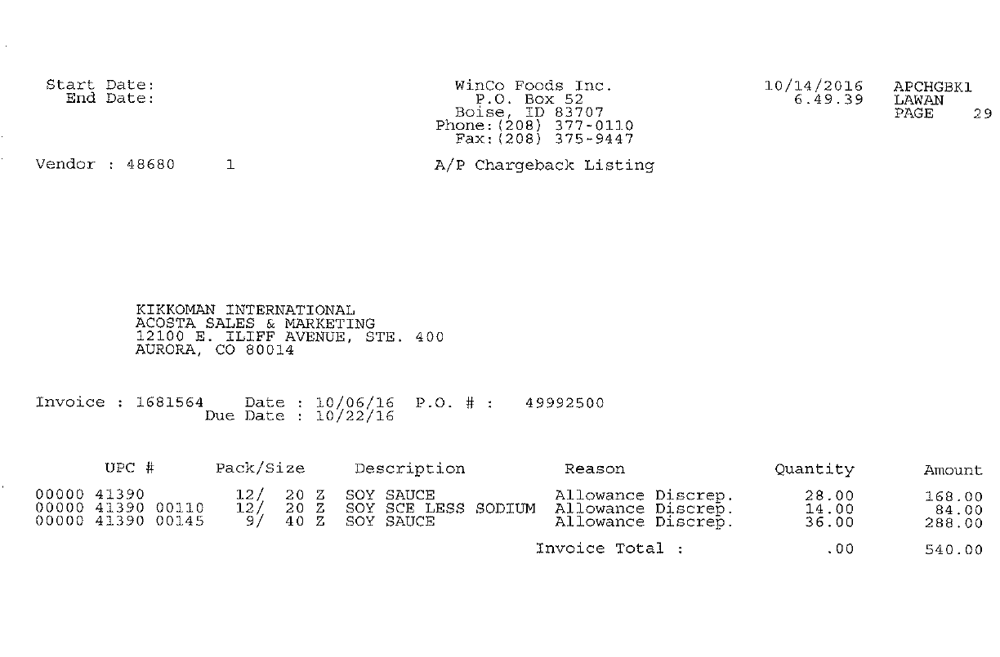 Start Date: WinCo Foods Inc. 10/14/2016 APCHGBK1
End Date: P.O. Box 52 6.49.39 LAWAN
Boise, ID 83707 PAGE 29
Phone:(208) 377-0110
Fax:(208) 375-9447
Vendor : 48680 1 A/P Chargeback Listing
KIKKOMAN INTERNATIONAL
ACOSTA SALES & MARKETING
12100 E. ILIFF AVENUE, STE. 400
AURORA, CO 80014
Invoice : 1681564 Date : 10/06/16 P.O. # : 49992500
Due Date : 10/22/16
UPC # Pack/Size Description Reason Quantity Amount
00000 41390 12/ 20 Z SOY SAUCE Allowance Discrep. 28.00 168.00
00000 41390 00110 12/ 20 Z SOY SCE LESS SODIUM Allowance Discrep. 14.00 84.00
00000 41390 00145 9/ 40 Z SOY SAUCE Allowance Discrep. 36.00 288.00
Invoice Total : .00 540.00